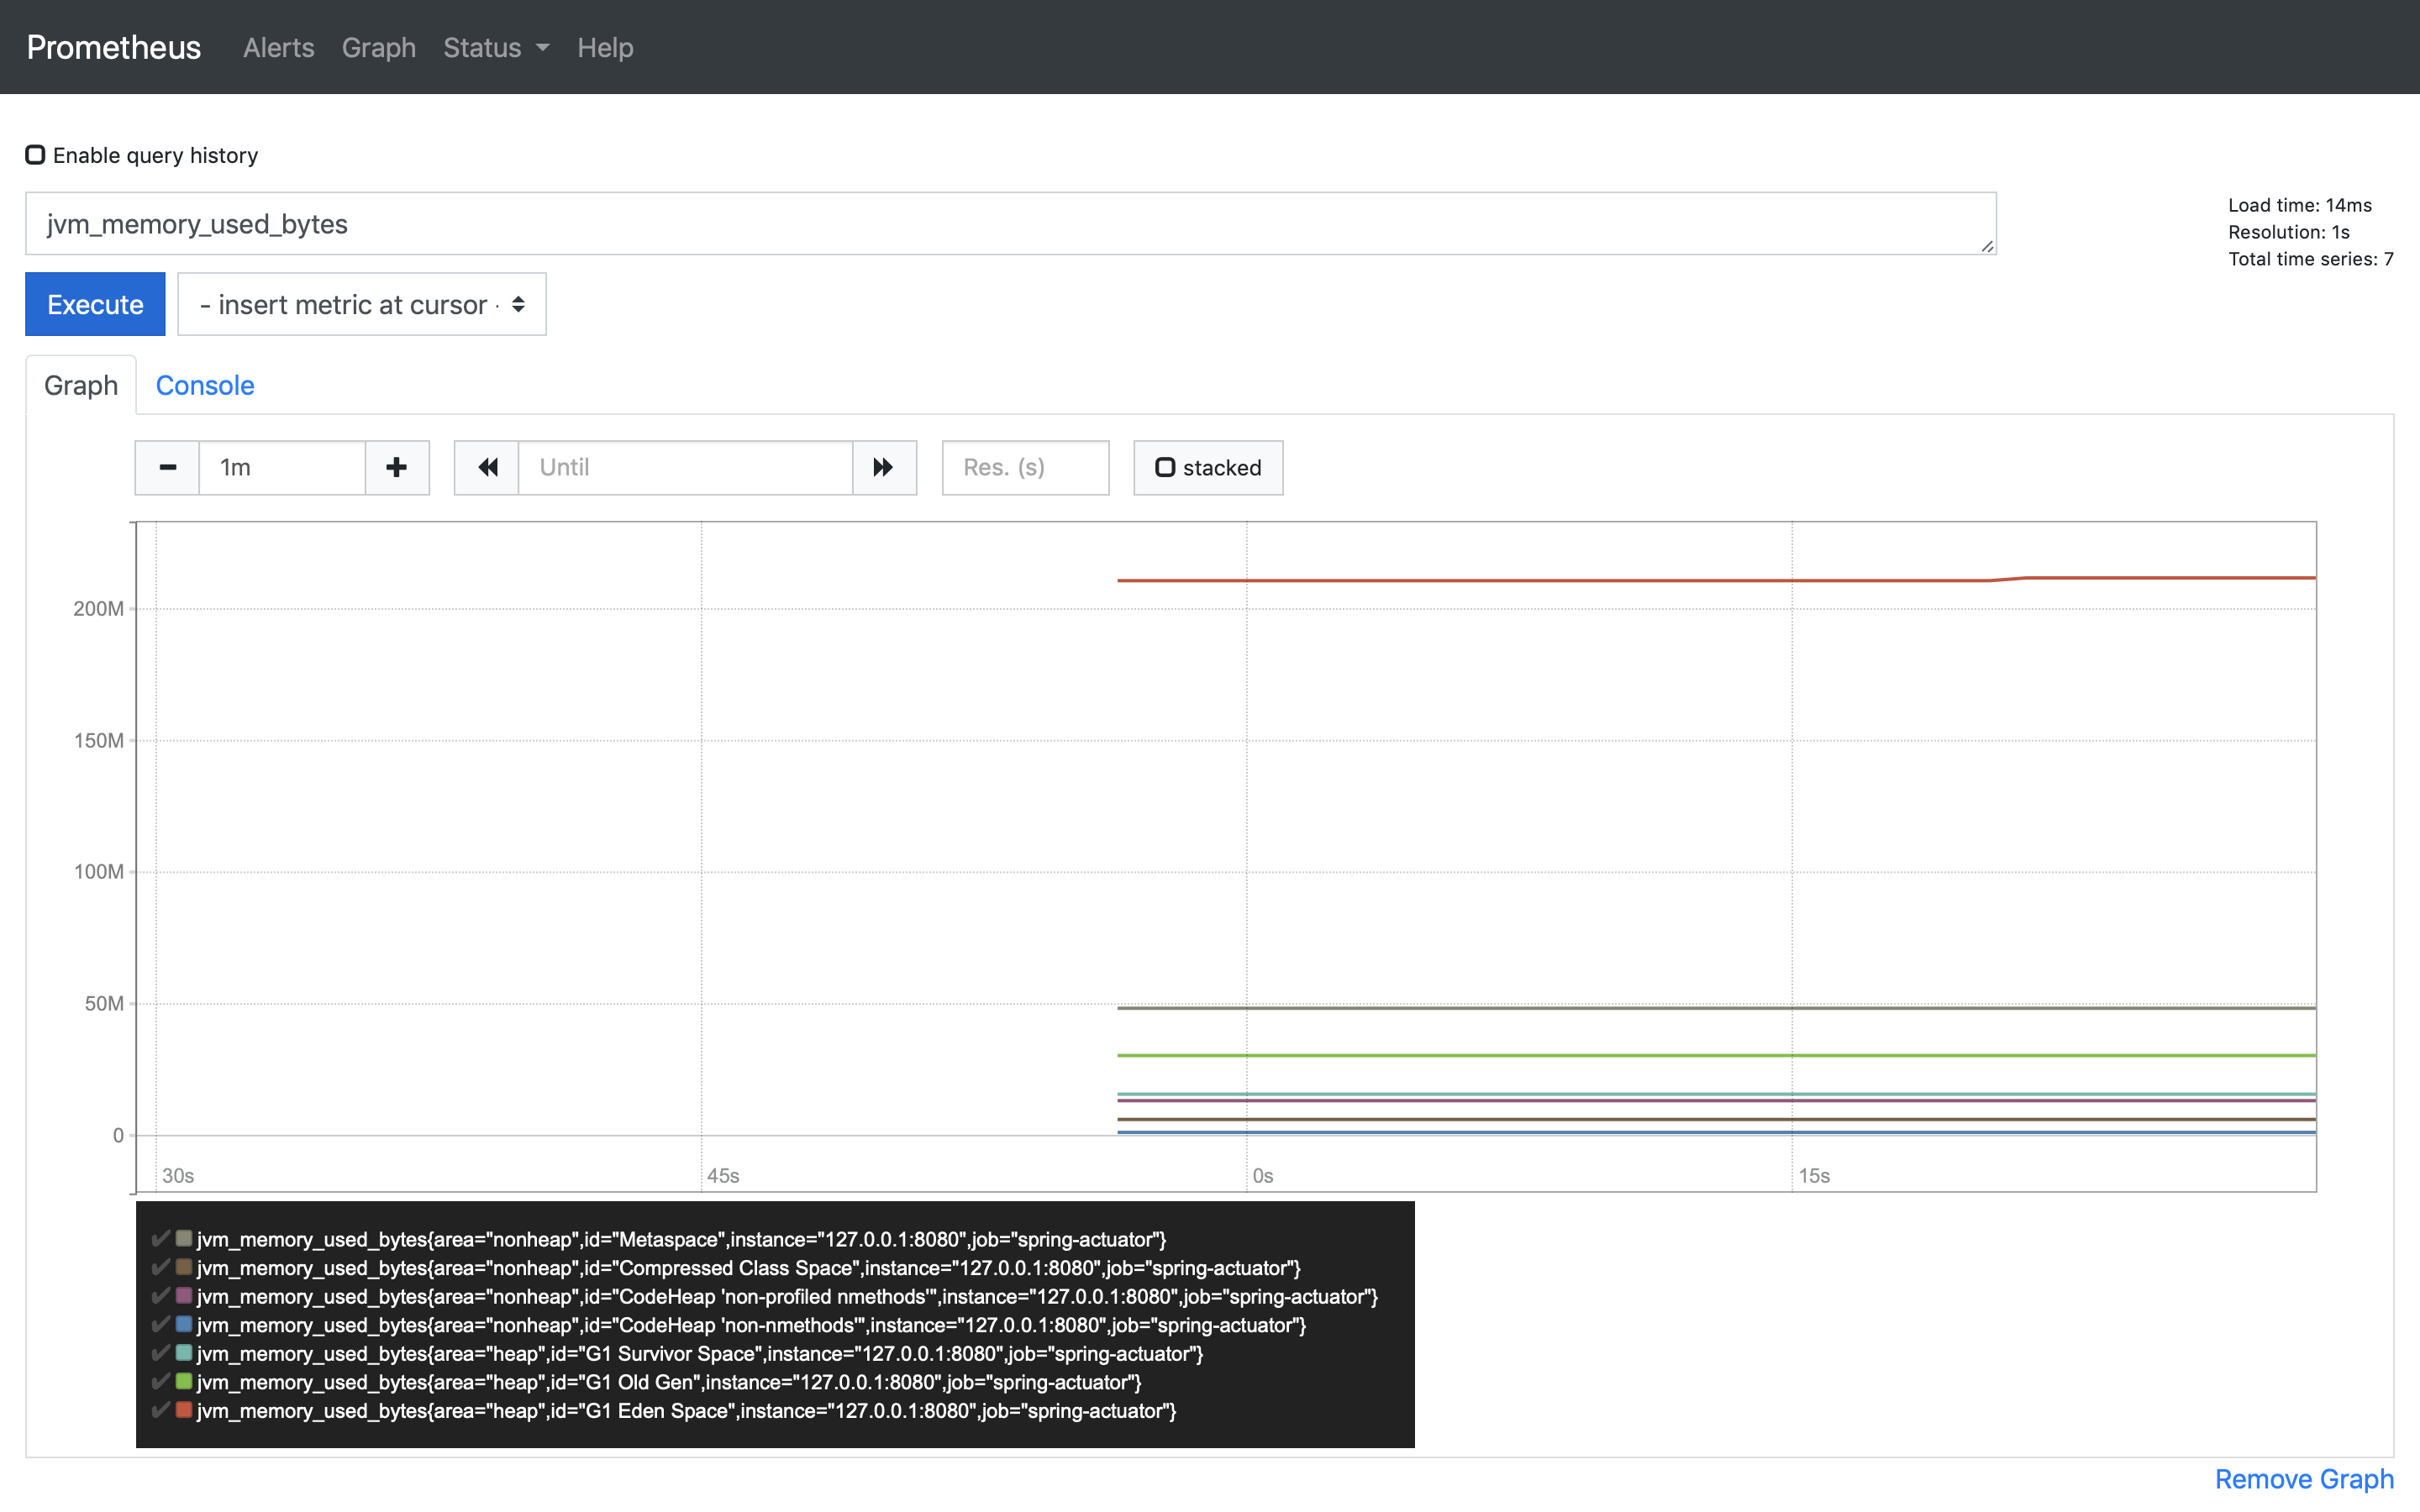 Prometheus Alerts Graph Status Help
Enable query history
jvm_memory_used_bytes
Load time: 14ms
Resolution: 1s
Total time series: 7
Execute - insert metric at cursor -
Graph Console
1m Until Res. (s) stacked
200M
150M
100M
50M
0
30s 45s 0s 15s
jvm_memory_used_bytes{area="nonheap",id="Metaspace",instance="127.0.0.1:8080",job="spring-actuator"}
jvm_memory_used_bytes{area="nonheap",id="Compressed Class Space",instance="127.0.0.1:8080",job="spring-actuator"}
jvm_memory_used_bytes{area="nonheap",id="CodeHeap 'non-profiled nmethods'",instance="127.0.0.1:8080",job="spring-actuator"}
jvm_memory_used_bytes{area="nonheap",id="CodeHeap 'non-nmethods'",instance="127.0.0.1:8080",job="spring-actuator"}
jvm_memory_used_bytes{area="heap",id="G1 Survivor Space",instance="127.0.0.1:8080",job="spring-actuator"}
jvm_memory_used_bytes{area="heap",id="G1 Old Gen",instance="127.0.0.1:8080",job="spring-actuator"}
jvm_memory_used_bytes{area="heap",id="G1 Eden Space",instance="127.0.0.1:8080",job="spring-actuator"}
Remove Graph